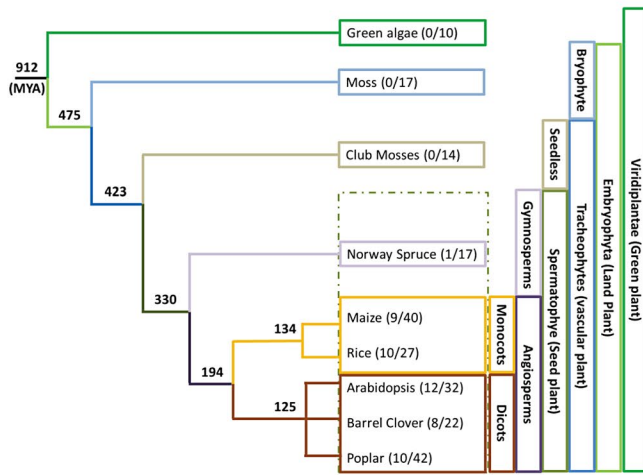 Green algae (0/10)
912
(MYA)
Moss (0/17)
475
Club Mosses (0/14)
423
Norway Spruce (1/17)
330
Maize (9/40)
134
Rice (10/27)
194
Arabidopsis (12/32)
125
Barrel Clover (8/22)
Poplar (10/42)
Monocots
Dicots
Gymnosperms
Angiosperms
Seedless
Spermatophye (Seed plant)
Bryophyte
Tracheophytes (vascular plant)
Embryophyta (Land Plant)
Viridiplantae (Green plant)